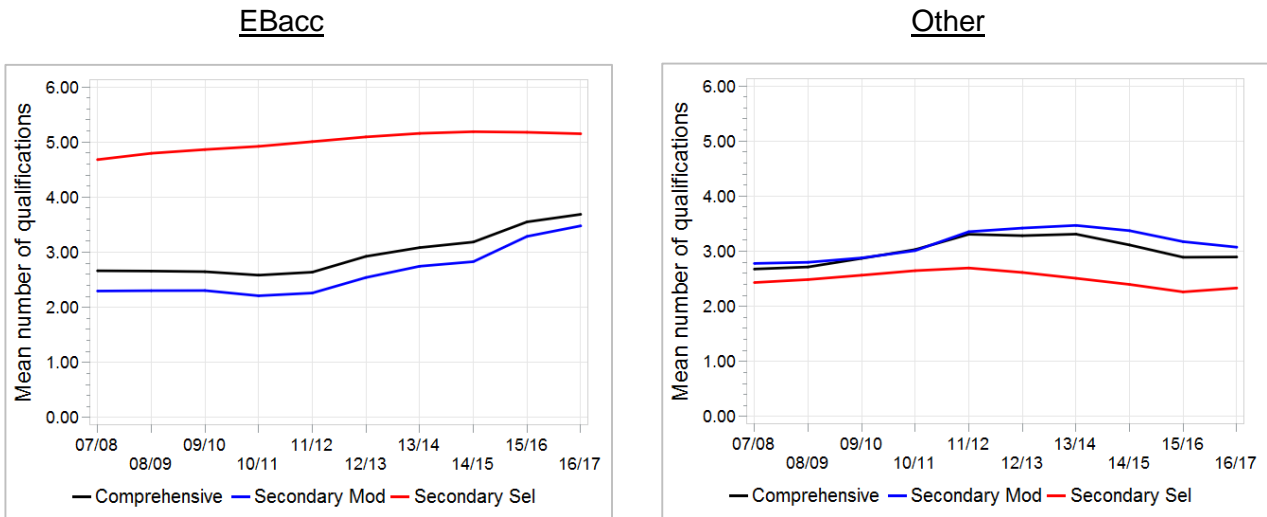 EBacc
Mean number of qualifications
6.00
5.00
4.00
3.00
2.00
1.00
0.00
07/08 09/10 11/12 13/14 15/16
08/09 10/11 12/13 14/15 16/17
Comprehensive Secondary Mod Secondary Sel
Other
Mean number of qualifications
6.00
5.00
4.00
3.00
2.00
1.00
0.00
07/08 09/10 11/12 13/14 15/16
08/09 10/11 12/13 14/15 16/17
Comprehensive Secondary Mod Secondary Sel